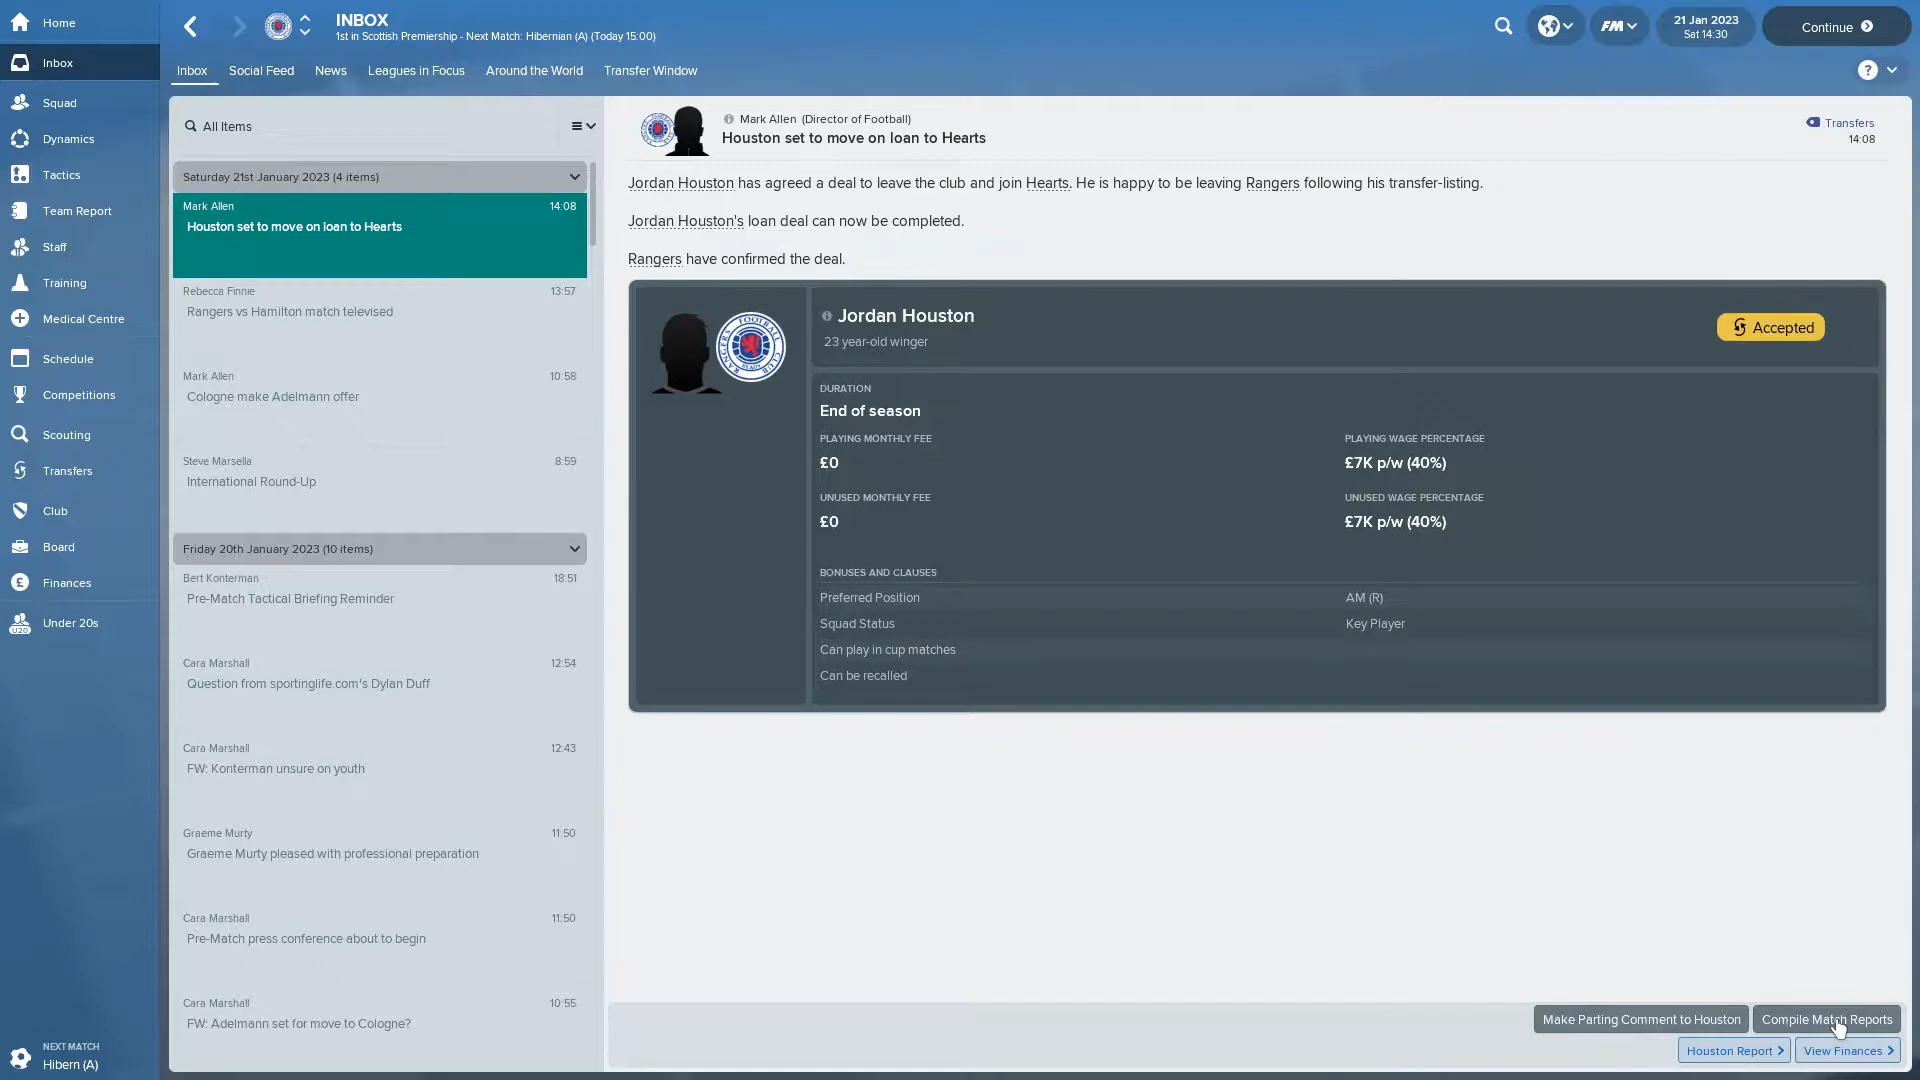 Home
Inbox
Squad
Dynamics
Tactics
Team Report
Staff
Training
Medical Centre
Schedule
Competitions
Scouting
Transfers
Club
Board
Finances
U20
Under 20s
NEXT MATCH
Hibern (A)
INBOX
1st in Scottish Premiership - Next Match: Hibernian (A) (Today 15:00)
FM
21 Jan 2023
Sat 14:30
Continue
Inbox Social Feed News Leagues in Focus Around the World Transfer Window
?
All Items
Saturday 21st January 2023 (4 items)
Mark Allen 14:08
Houston set to move on loan to Hearts
Rebecca Finnie 13:57
Rangers vs Hamilton match televised
Mark Allen 10:58
Cologne make Adelmann offer
Steve Marsella 8:59
International Round-Up
Friday 20th January 2023 (10 items)
Bert Konterman 18:51
Pre-Match Tactical Briefing Reminder
Cara Marshall 12:54
Question from sportinglife.com's Dylan Duff
Cara Marshall 12:43
FW: Konterman unsure on youth
Graeme Murty 11:50
Graeme Murty pleased with professional preparation
Cara Marshall 11:50
Pre-Match press conference about to begin
Cara Marshall 10:55
FW: Adelmann set for move to Cologne?
Mark Allen (Director of Football)
Houston set to move on loan to Hearts
Transfers
14:08
Jordan Houston has agreed a deal to leave the club and join Hearts. He is happy to be leaving Rangers following his transfer-listing.
Jordan Houston's loan deal can now be completed.
Rangers have confirmed the deal.
RANGERS FOOTBALL CLUB
Jordan Houston
23 year-old winger
Accepted
DURATION
End of season
PLAYING MONTHLY FEE PLAYING WAGE PERCENTAGE
£0 £7K p/w (40%)
UNUSED MONTHLY FEE UNUSED WAGE PERCENTAGE
£0 £7K p/w (40%)
BONUSES AND CLAUSES
Preferred Position AM (R)
Squad Status Key Player
Can play in cup matches
Can be recalled
Make Parting Comment to Houston Compile Match Reports
Houston Report View Finances